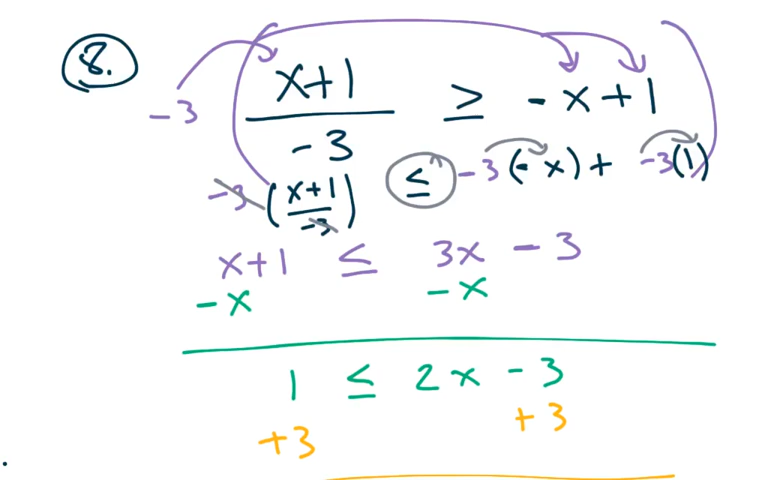 8.
-3 (x+1)/-3 ≥ -x+1
-3 (x+1/-3) ≤ -3(-x) + -3(1)
x+1 ≤ 3x - 3
-x -x
1 ≤ 2x - 3
+3 +3